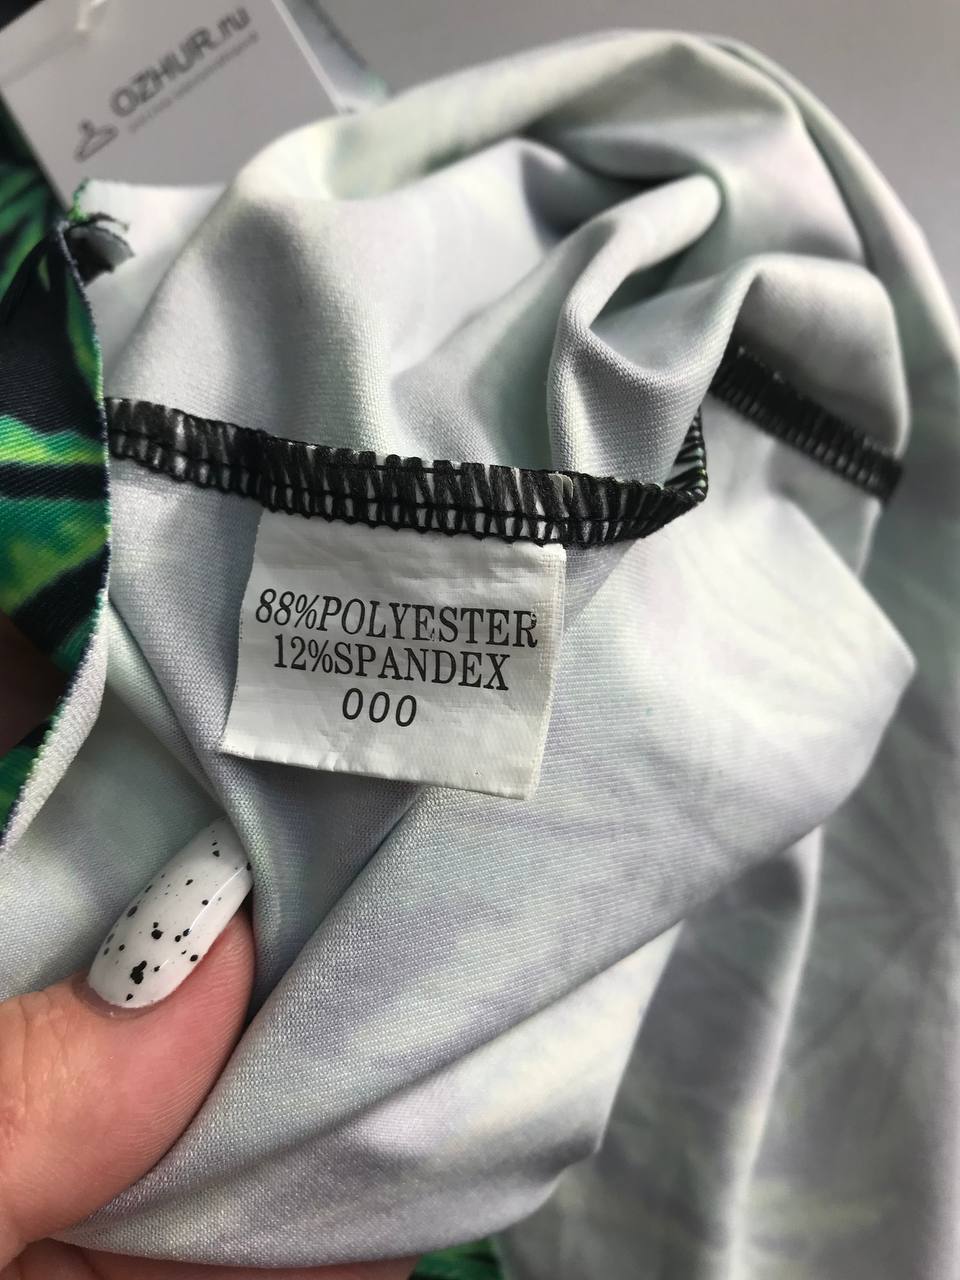 OZHUR.ru
88%POLYESTER
12%SPANDEX
000